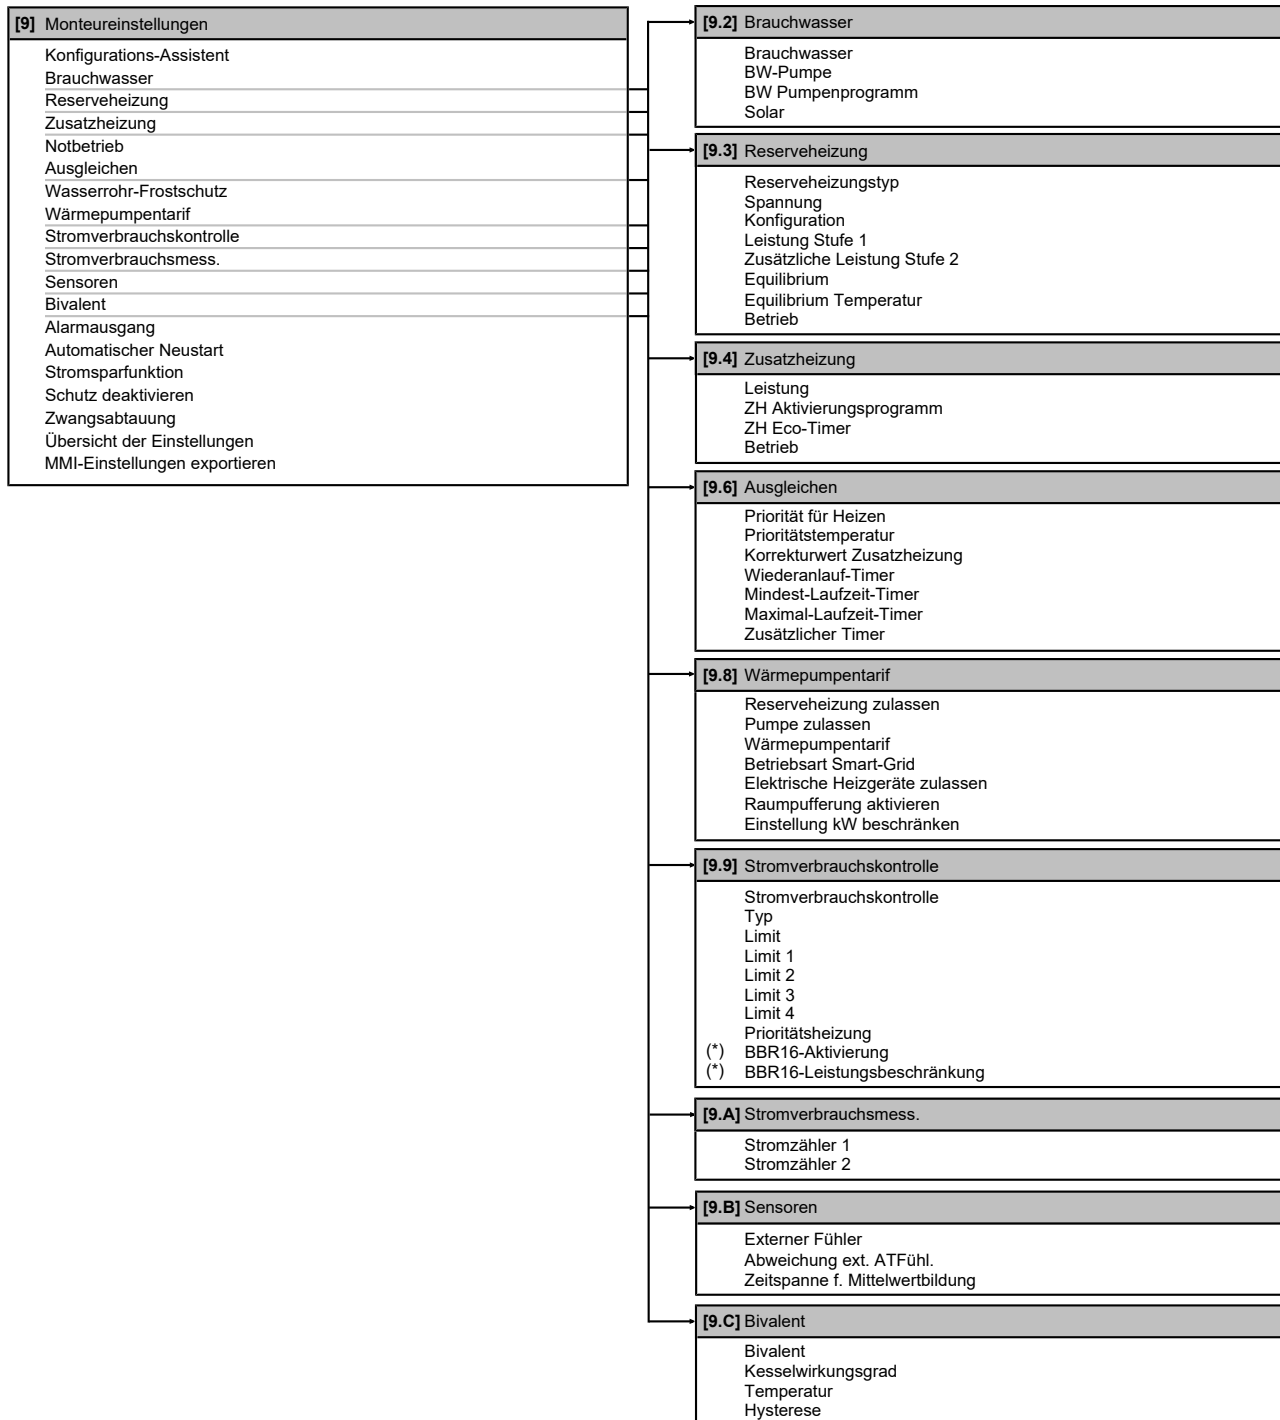 [9] Monteureinstellungen
Konfigurations-Assistent
Brauchwasser
Reserveheizung
Zusatzheizung
Notbetrieb
Ausgleichen
Wasserrohr-Frostschutz
Wärmepumpentarif
Stromverbrauchskontrolle
Stromverbrauchsmess.
Sensoren
Bivalent
Alarmausgang
Automatischer Neustart
Stromsparfunktion
Schutz deaktivieren
Zwangsabtauung
Übersicht der Einstellungen
MMI-Einstellungen exportieren
[9.2] Brauchwasser
Brauchwasser
BW-Pumpe
BW Pumpenprogramm
Solar
[9.3] Reserveheizung
Reserveheizungstyp
Spannung
Konfiguration
Leistung Stufe 1
Zusätzliche Leistung Stufe 2
Equilibrium
Equilibrium Temperatur
Betrieb
[9.4] Zusatzheizung
Leistung
ZH Aktivierungsprogramm
ZH Eco-Timer
Betrieb
[9.6] Ausgleichen
Priorität für Heizen
Prioritätstemperatur
Korrekturwert Zusatzheizung
Wiederanlauf-Timer
Mindest-Laufzeit-Timer
Maximal-Laufzeit-Timer
Zusätzlicher Timer
[9.8] Wärmepumpentarif
Reserveheizung zulassen
Pumpe zulassen
Wärmepumpentarif
Betriebsart Smart-Grid
Elektrische Heizgeräte zulassen
Raumpufferung aktivieren
Einstellung kW beschränken
[9.9] Stromverbrauchskontrolle
Stromverbrauchskontrolle
Typ
Limit
Limit 1
Limit 2
Limit 3
Limit 4
Prioritätsheizung
(*) BBR16-Aktivierung
(*) BBR16-Leistungsbeschränkung
[9.A] Stromverbrauchsmess.
Stromzähler 1
Stromzähler 2
[9.B] Sensoren
Externer Fühler
Abweichung ext. ATFühl.
Zeitspanne f. Mittelwertbildung
[9.C] Bivalent
Bivalent
Kesselwirkungsgrad
Temperatur
Hysterese